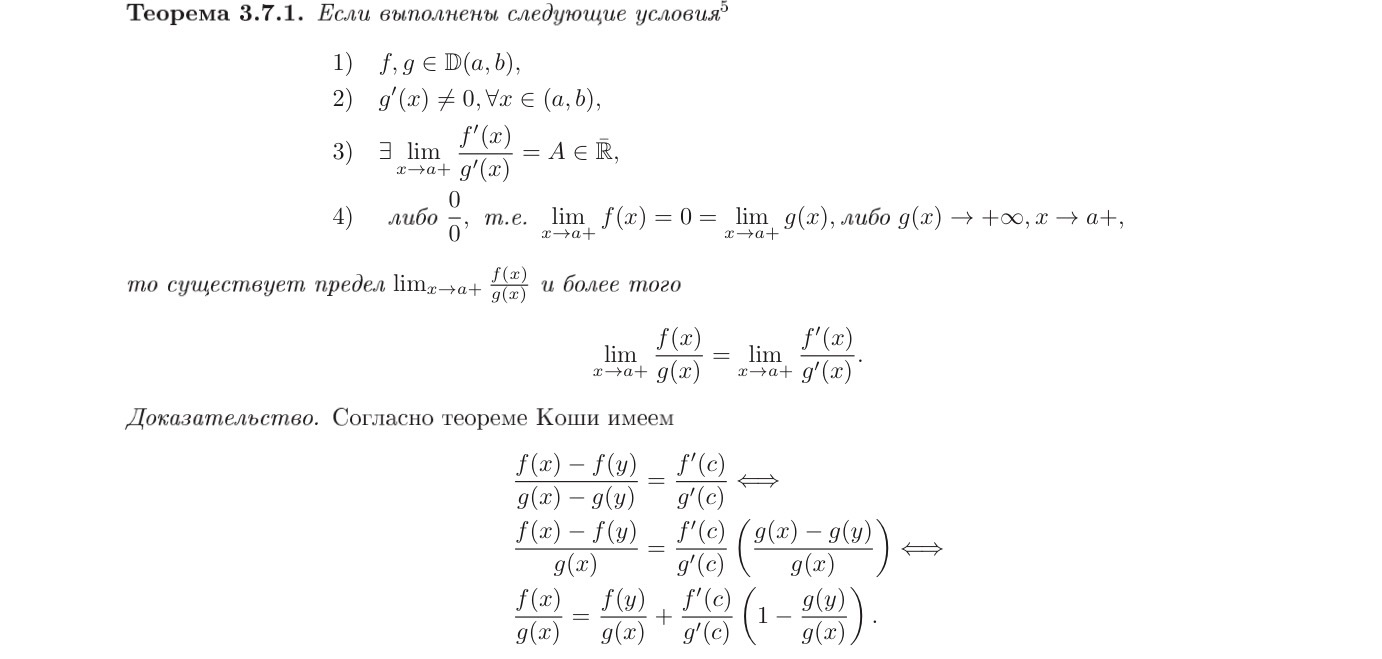 Теорема 3.7.1. Если выполнены следующие условия⁵
1) f, g ∈ 𝔻(a, b),
2) g′(x) ≠ 0, ∀x ∈ (a, b),
3) ∃ lim_{x→a+} f′(x)/g′(x) = A ∈ ℝ̄,
4) либо 0/0, т.е. lim_{x→a+} f(x) = 0 = lim_{x→a+} g(x), либо g(x) → +∞, x → a+,
то существует предел lim_{x→a+} f(x)/g(x) и более того
lim_{x→a+} f(x)/g(x) = lim_{x→a+} f′(x)/g′(x).
Доказательство. Согласно теореме Коши имеем
(f(x) − f(y))/(g(x) − g(y)) = f′(c)/g′(c) ⟺
(f(x) − f(y))/g(x) = f′(c)/g′(c) ((g(x) − g(y))/g(x)) ⟺
f(x)/g(x) = f(y)/g(x) + f′(c)/g′(c) (1 − g(y)/g(x)).